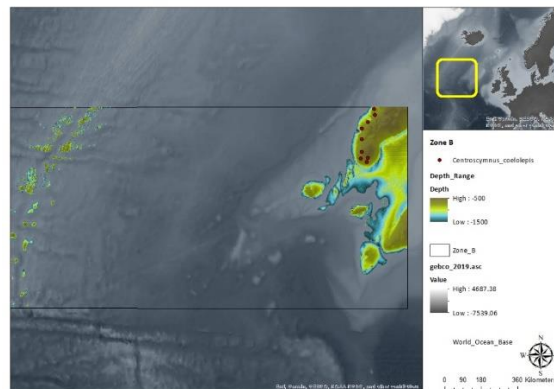 Zone B
Centroscymnus_coelolepis
Depth_Range
Depth
High : -500
Low : -1500
Zone_B
gebco_2019.asc
Value
High : 4687.38
Low : -7539.06
World_Ocean_Base
N
W E
S
0 90 180 360 Kilometers